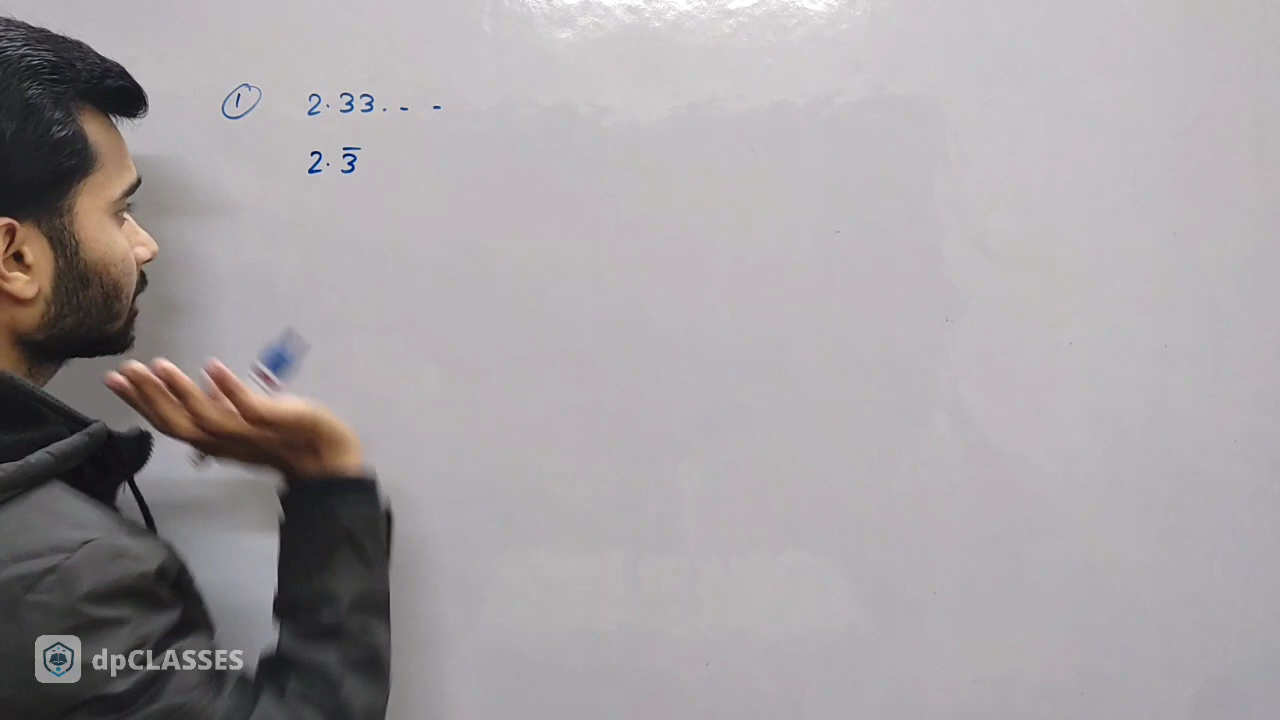 ① 2.33. - -
2.3̅
dpCLASSES